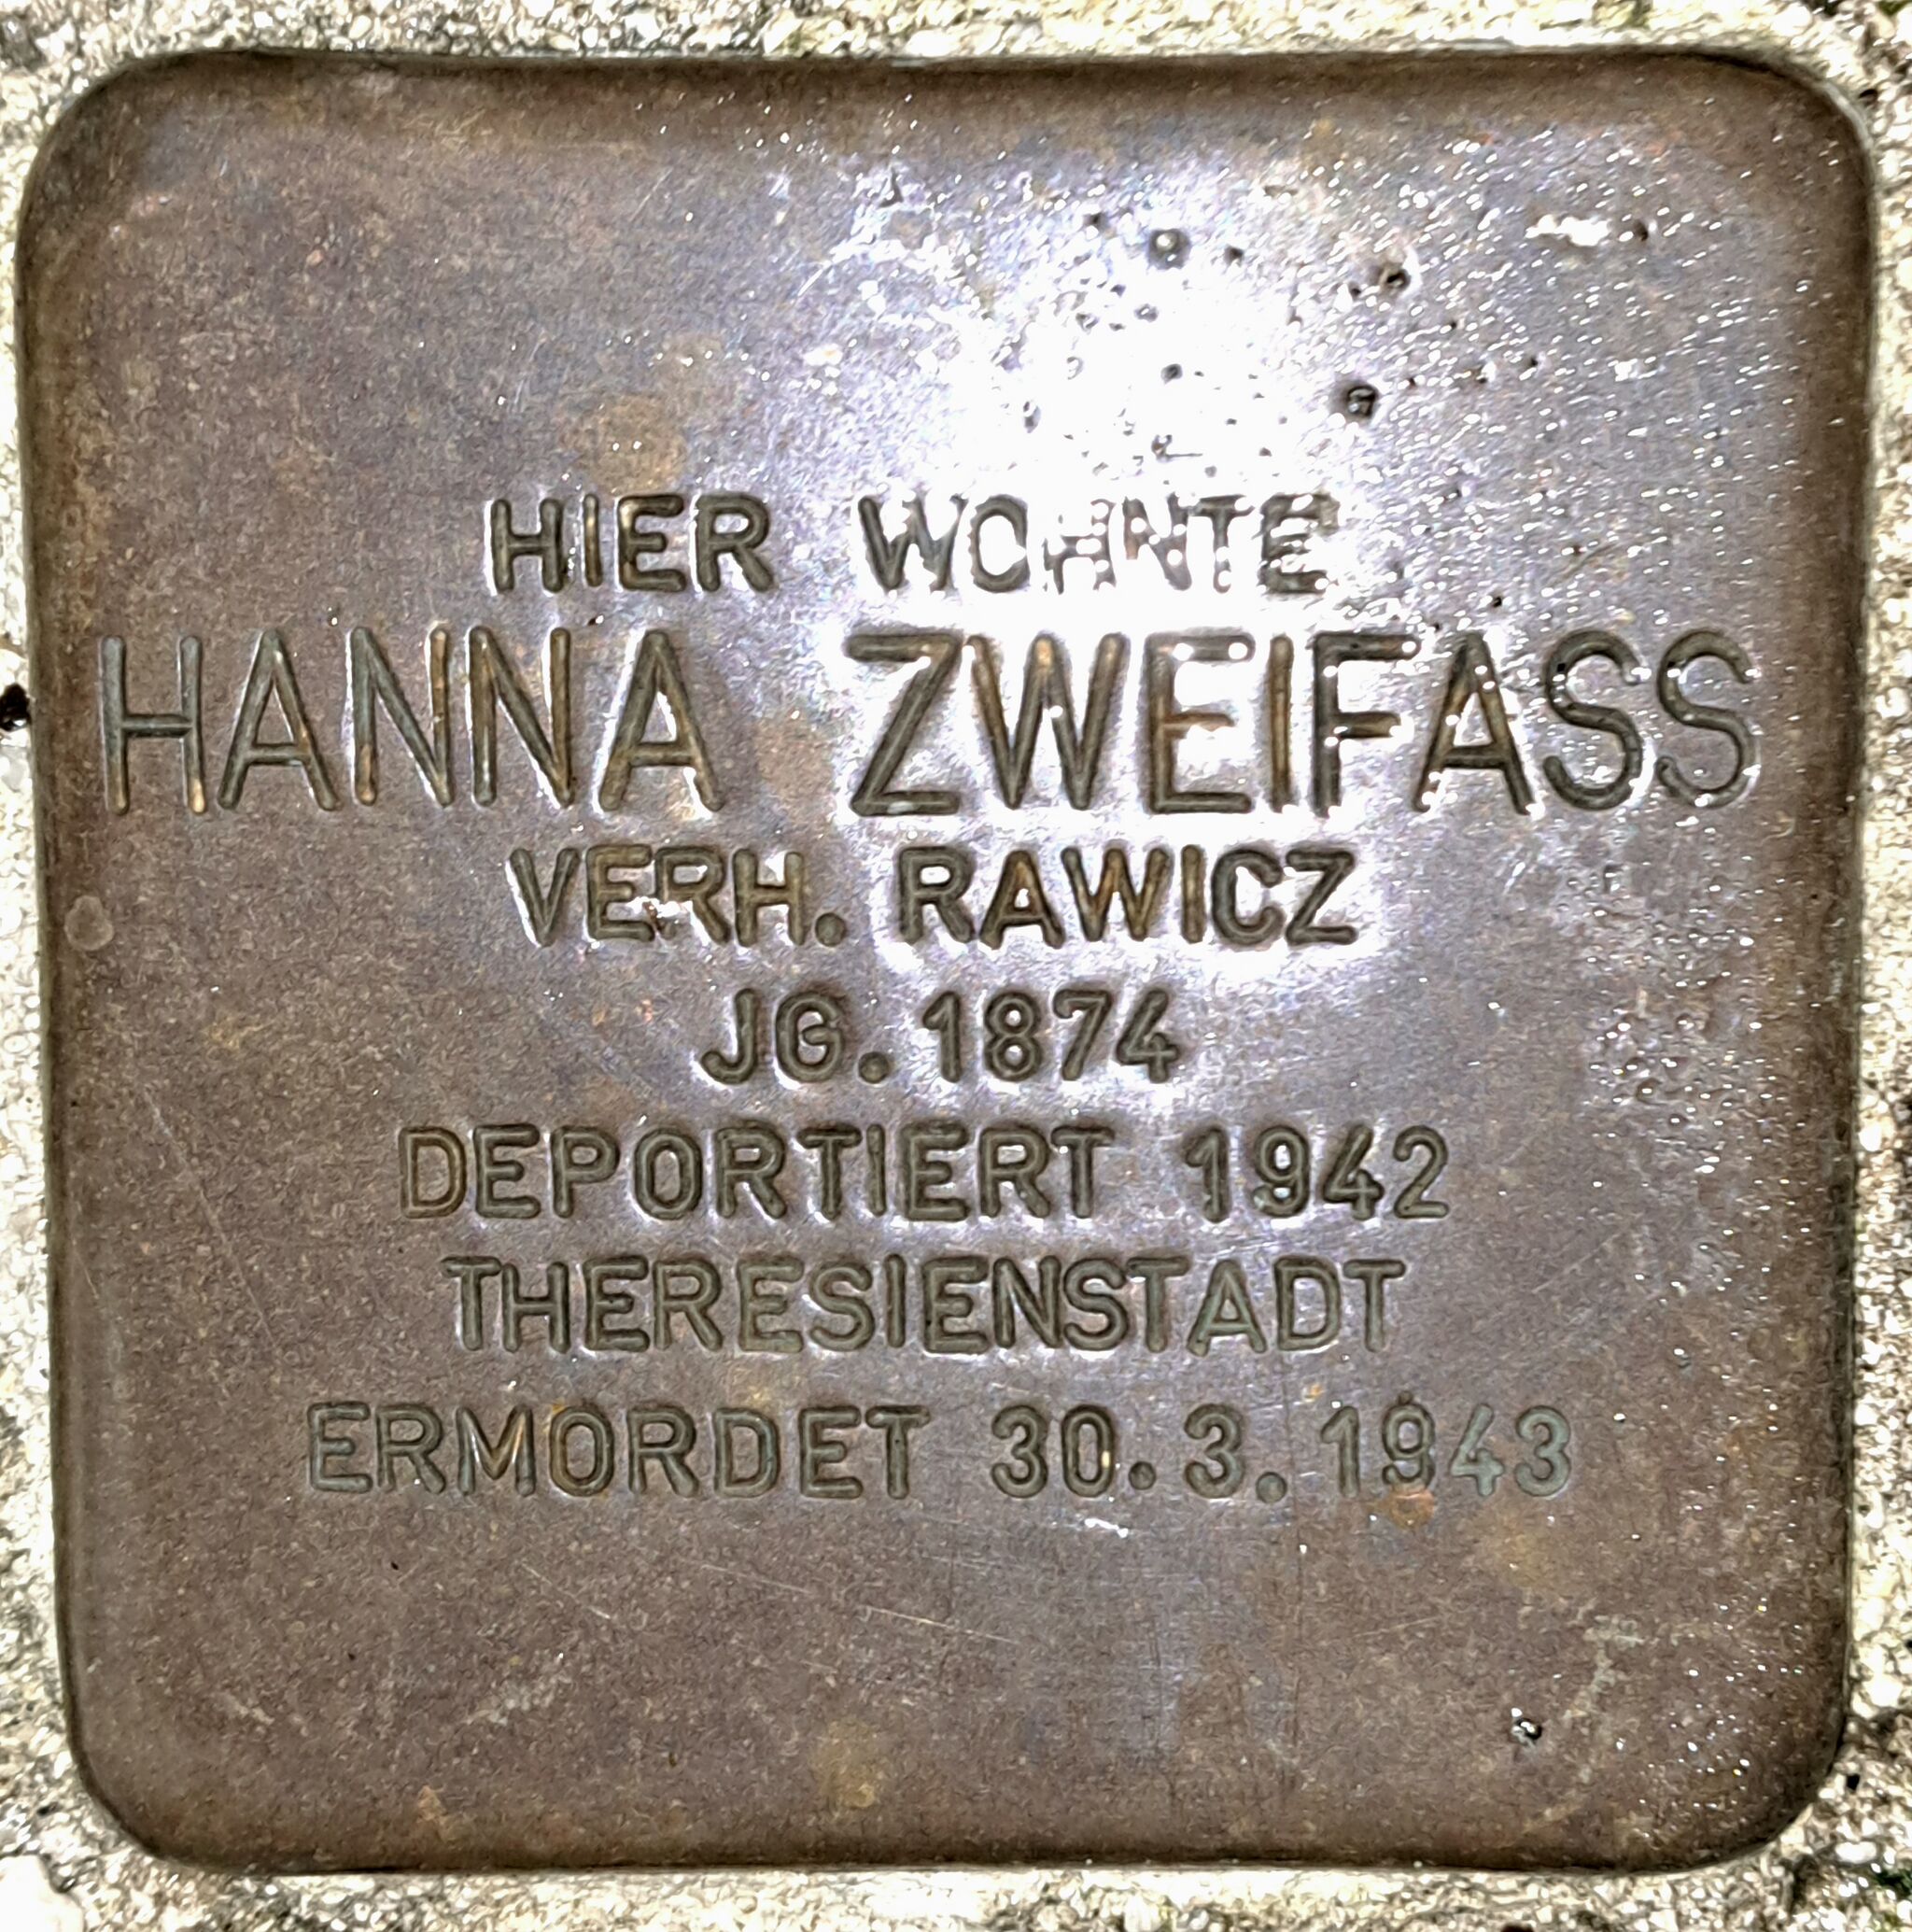 HIER WOHNTE
HANNA ZWEIFASS
VERH. RAWICZ
JG. 1874
DEPORTIERT 1942
THERESIENSTADT
ERMORDET 30.3.1943